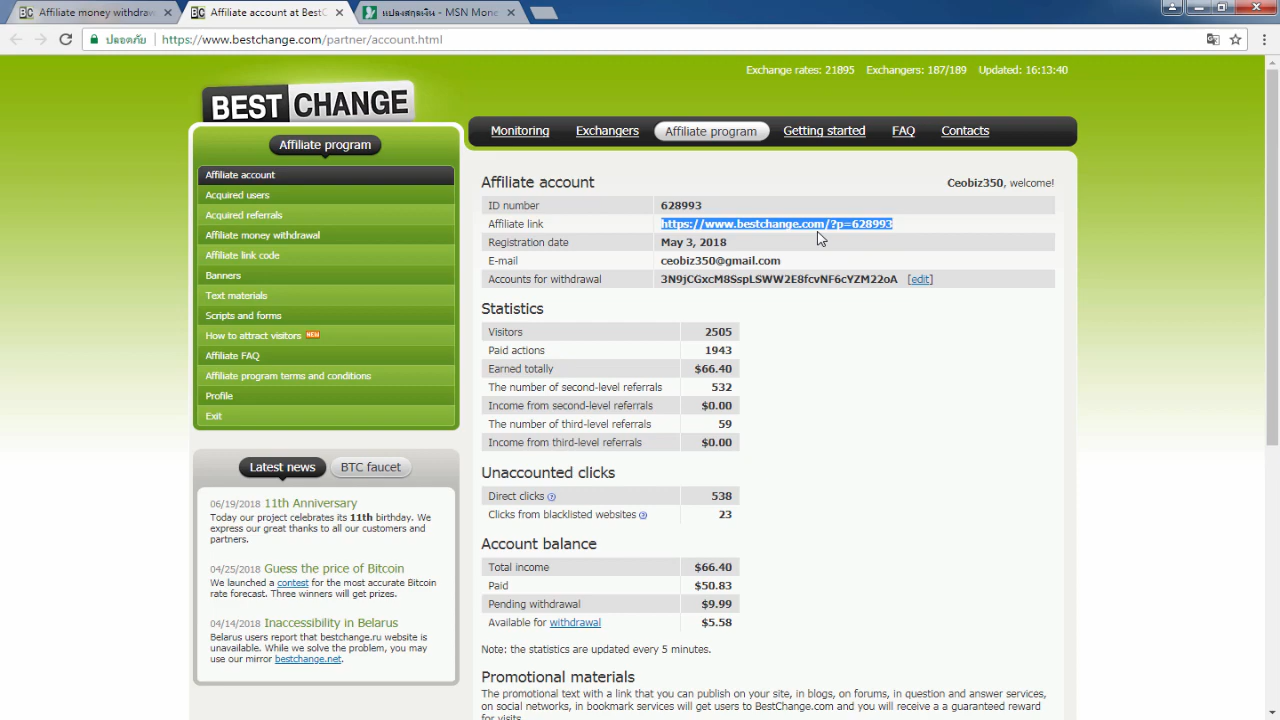 Affiliate money withdraw
Affiliate account at BestC
แปลงสกุลเงิน - MSN Mone
ปลอดภัย
https://www.bestchange.com/partner/account.html
Exchange rates: 21895 Exchangers: 187/189 Updated: 16:13:40
BEST CHANGE
Monitoring Exchangers Affiliate program Getting started FAQ Contacts
Affiliate program
Affiliate account
Acquired users
Acquired referrals
Affiliate money withdrawal
Affiliate link code
Banners
Text materials
Scripts and forms
How to attract visitors NEW
Affiliate FAQ
Affiliate program terms and conditions
Profile
Exit
Latest news BTC faucet
06/19/2018 11th Anniversary
Today our project celebrates its 11th birthday. We
express our great thanks to all our customers and
partners.
04/25/2018 Guess the price of Bitcoin
We launched a contest for the most accurate Bitcoin
rate forecast. Three winners will get prizes.
04/14/2018 Inaccessibility in Belarus
Belarus users report that bestchange.ru website is
unavailable. While we solve the problem, you may
use our mirror bestchange.net.
Affiliate account
Ceobiz350, welcome!
ID number 628993
Affiliate link https://www.bestchange.com/?p=628993
Registration date May 3, 2018
E-mail ceobiz350@gmail.com
Accounts for withdrawal 3N9jCGxcM8SspLSWW2E8fcvNF6cYZM22oA [edit]
Statistics
Visitors 2505
Paid actions 1943
Earned totally $66.40
The number of second-level referrals 532
Income from second-level referrals $0.00
The number of third-level referrals 59
Income from third-level referrals $0.00
Unaccounted clicks
Direct clicks 538
Clicks from blacklisted websites 23
Account balance
Total income $66.40
Paid $50.83
Pending withdrawal $9.99
Available for withdrawal $5.58
Note: the statistics are updated every 5 minutes.
Promotional materials
The promotional text with a link that you can publish on your site, in blogs, on forums, in question and answer services,
on social networks, in bookmark services will get users to BestChange.com and you will receive a a guaranteed reward
for visits.